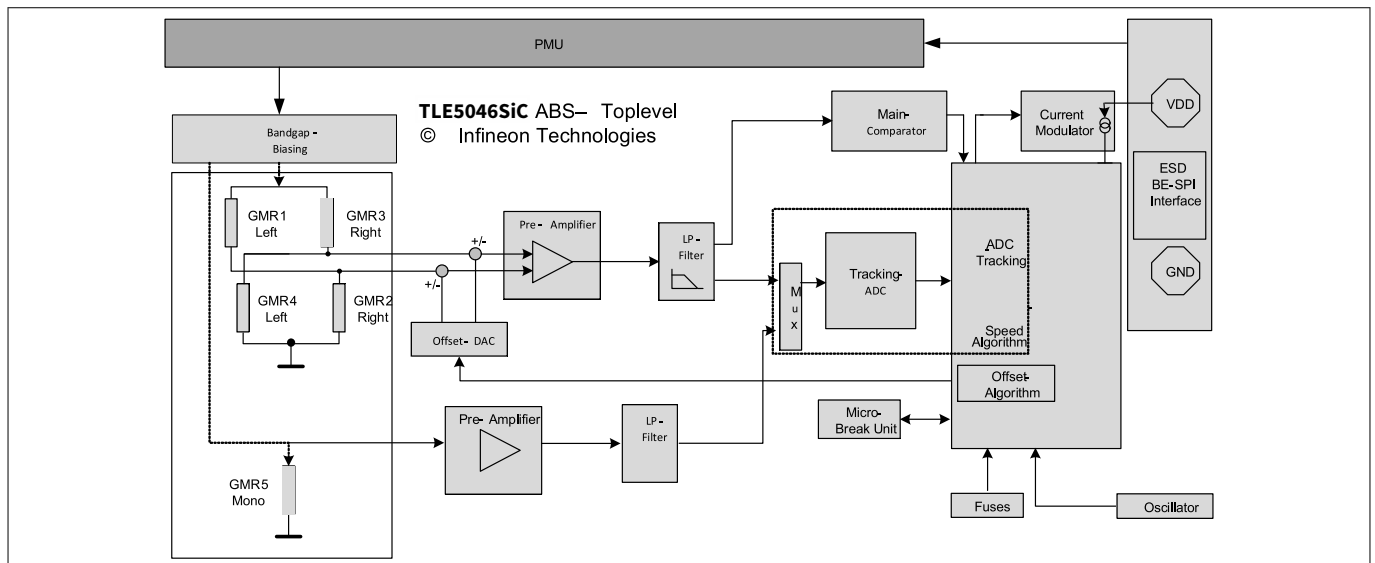 PMU
TLE5046SiC ABS– Toplevel
© Infineon Technologies
Bandgap -
Biasing
GMR1
Left
GMR3
Right
GMR4
Left
GMR2
Right
GMR5
Mono
+/-
+/-
Pre- Amplifier
Offset- DAC
LP-
Filter
Pre- Amplifier
LP-
Filter
Main-
Comparator
Current
Modulator
M
u
x
Tracking-
ADC
ADC
Tracking
Speed
Algorithm
Offset-
Algorithm
Micro-
Break Unit
Fuses
Oscillator
VDD
ESD
BE-SPI
Interface
GND